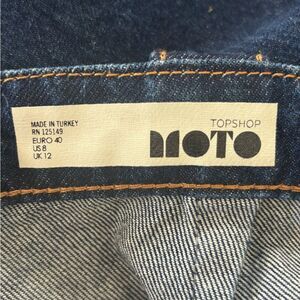 MADE IN TURKEY
RN 125149
EURO 40
US 8
UK 12
TOPSHOP
MOTO